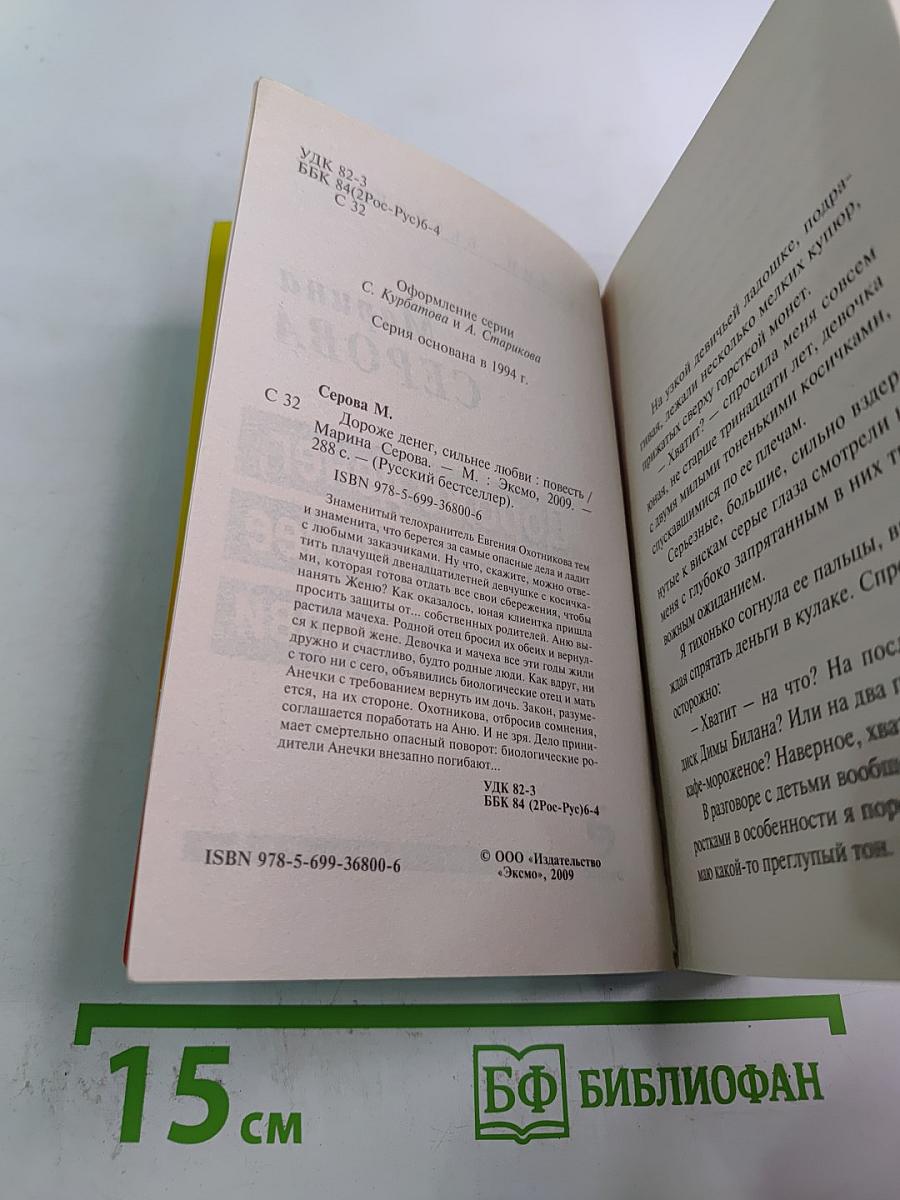 УДК 82-3
ББК 84(2Рос-Рус)6-4
С 32
Оформление серии
С. Курбатова и А. Старикова
Серия основана в 1994 г.
Серова М.
С 32
Дороже денег, сильнее любви : повесть /
Марина Серова. — М. : Эксмо, 2009. —
288 с. — (Русский бестселлер).
ISBN 978-5-699-36800-6
Знаменитый телохранитель Евгения Охотникова тем
и знаменита, что берется за самые опасные дела и ладит
с любыми заказчиками. Ну что, скажите, можно отве-
тить плачущей двенадцатилетней девчушке с косичка-
ми, которая готова отдать все свои сбережения, чтобы
нанять Женю? Как оказалось, юная клиентка пришла
просить защиты от... собственных родителей. Аню вы-
растила мачеха. Родной отец бросил их обеих и вернул-
ся к первой жене. Девочка и мачеха все эти годы жили
дружно и счастливо, будто родные люди. Как вдруг, ни
с того ни с сего, объявились биологические отец и мать
Анечки с требованием вернуть им дочь. Закон, разуме-
ется, на их стороне. Охотникова, отбросив сомнения,
соглашается поработать на Аню. И не зря. Дело прини-
мает смертельно опасный поворот: биологические ро-
дители Анечки внезапно погибают...
УДК 82-3
ББК 84 (2Рос-Рус)6-4
ISBN 978-5-699-36800-6
© ООО «Издательство
«Эксмо», 2009
На узкой девичьей ладошке, подра-
гивая, лежали несколько мелких купюр,
прижатых сверху горсткой монет.
– Хватит? — спросила меня совсем
юная, не старше тринадцати лет, девочка
с двумя милыми тоненькими косичками,
спускавшимися по ее плечам.
Серьезные, большие, сильно вздер
нутые к вискам серые глаза смотрели
меня с глубоко запрятанным в них
вожным ожиданием.
Я тихонько согнула ее пальцы,
ждая спрятать деньги в кулаке.
осторожно:
– Хватит — на что? На
диск Димы Билана? Или на два
кафе-мороженое? Наверное,
В разговоре с детьми
ростками в особенности я
маю какой-то преглупый тон.
15 см
БФ БИБЛИОФАН